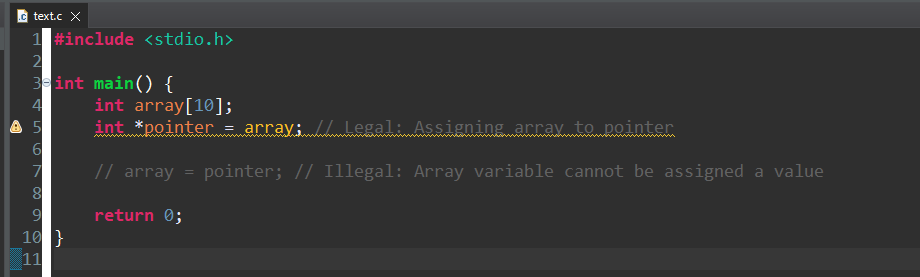 text.c
1 #include <stdio.h>
2
3 int main() {
4 int array[10];
5 int *pointer = array; // Legal: Assigning array to pointer
6
7 // array = pointer; // Illegal: Array variable cannot be assigned a value
8
9 return 0;
10 }
11